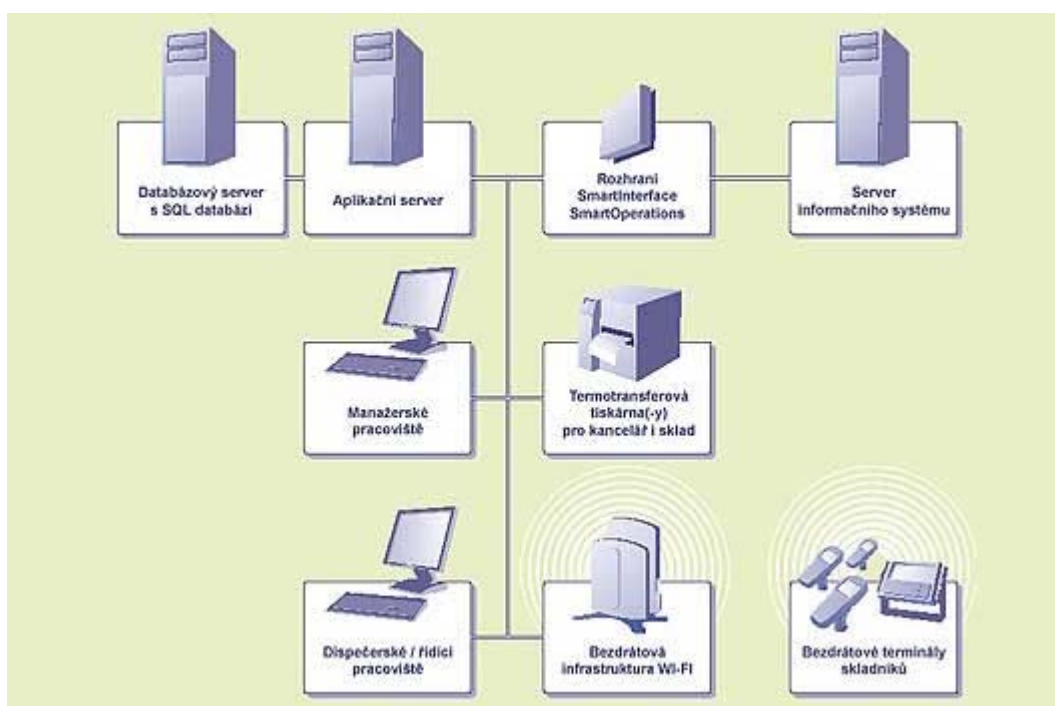 Databázový server
s SQL databází
Aplikační server
Rozhraní
SmartInterface
SmartOperations
Server
informačního systému
Manažerské
pracoviště
Termotransferová
tiskárna(-y)
pro kancelář i sklad
Dispečerské / řídící
pracoviště
Bezdrátová
infrastruktura WI-FI
Bezdrátové terminály
skladníků